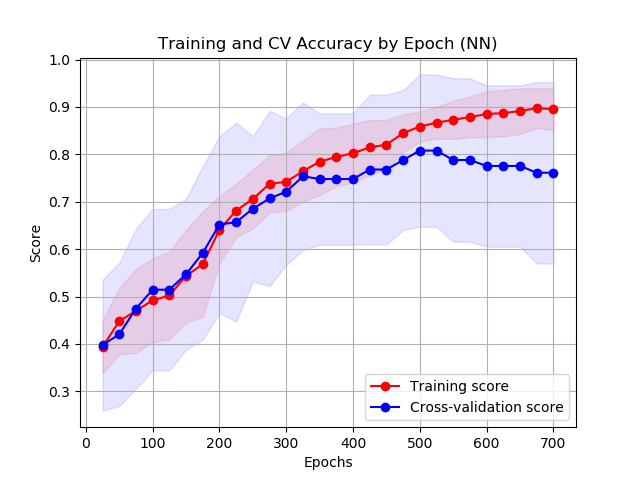 Training and CV Accuracy by Epoch (NN)
1.0
0.9
0.8
0.7
0.6
0.5
0.4
0.3
Score
Training score
Cross-validation score
0 100 200 300 400 500 600 700
Epochs